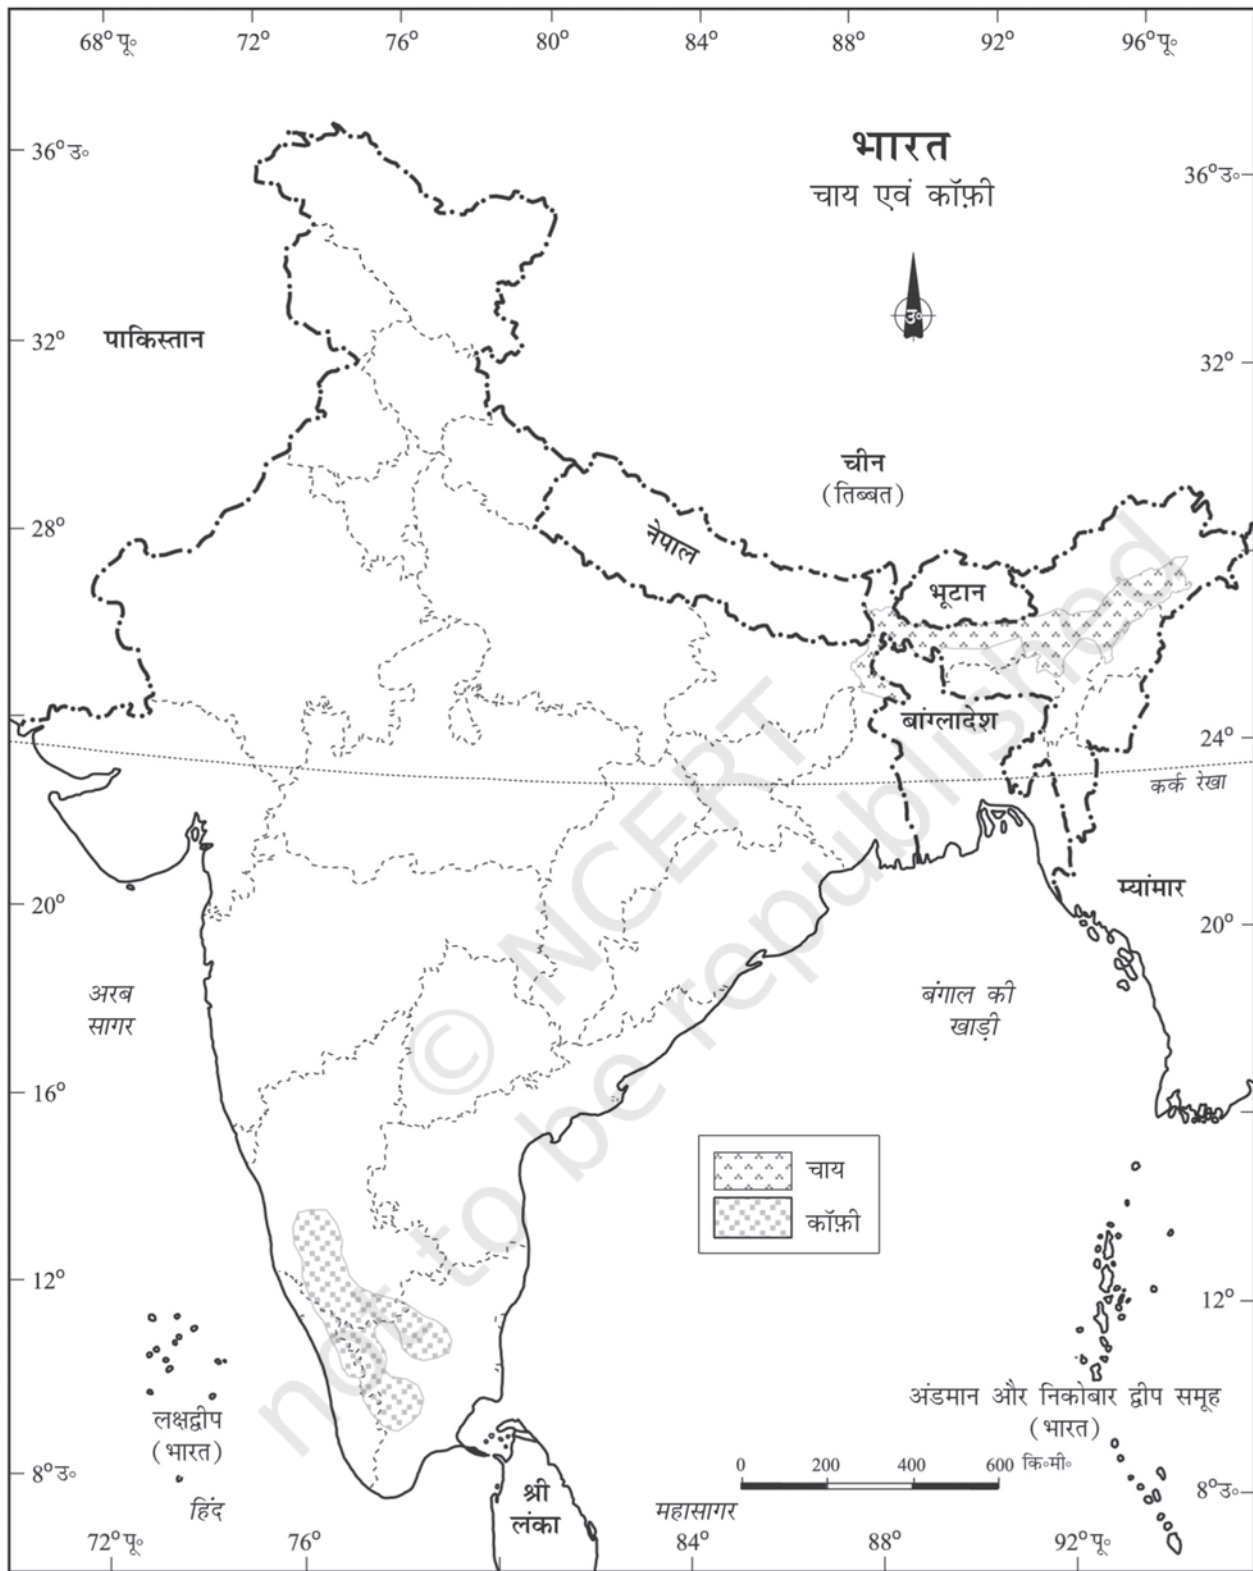 68°पू॰ 72° 76° 80° 84° 88° 92° 96°पू॰
36°उ॰
भारत
चाय एवं कॉफ़ी
36°उ॰
उ॰
पाकिस्तान
32°
32°
चीन
(तिब्बत)
28°
नेपाल
भूटान
बांग्लादेश
24°
कर्क रेखा
म्यांमार
20°
20°
अरब
सागर
बंगाल की
खाड़ी
16°
चाय
कॉफ़ी
12°
12°
लक्षद्वीप
(भारत)
अंडमान और निकोबार द्वीप समूह
(भारत)
0 200 400 600 कि॰मी॰
8°उ॰
8°उ॰
हिंद
श्री
लंका
महासागर
72°पू॰ 76° 84° 88° 92°पू॰
© NCERT
not to be republished